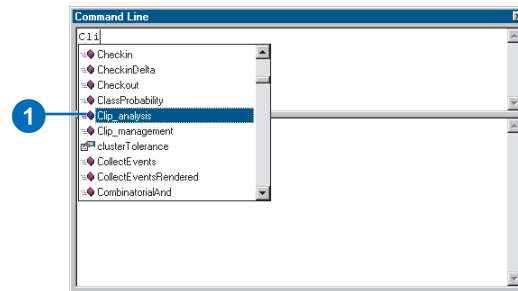 Command Line
Cli
Checkin
CheckinDelta
Checkout
ClassProbability
1
Clip_analysis
Clip_management
clusterTolerance
CollectEvents
CollectEventsRendered
CombinatorialAnd